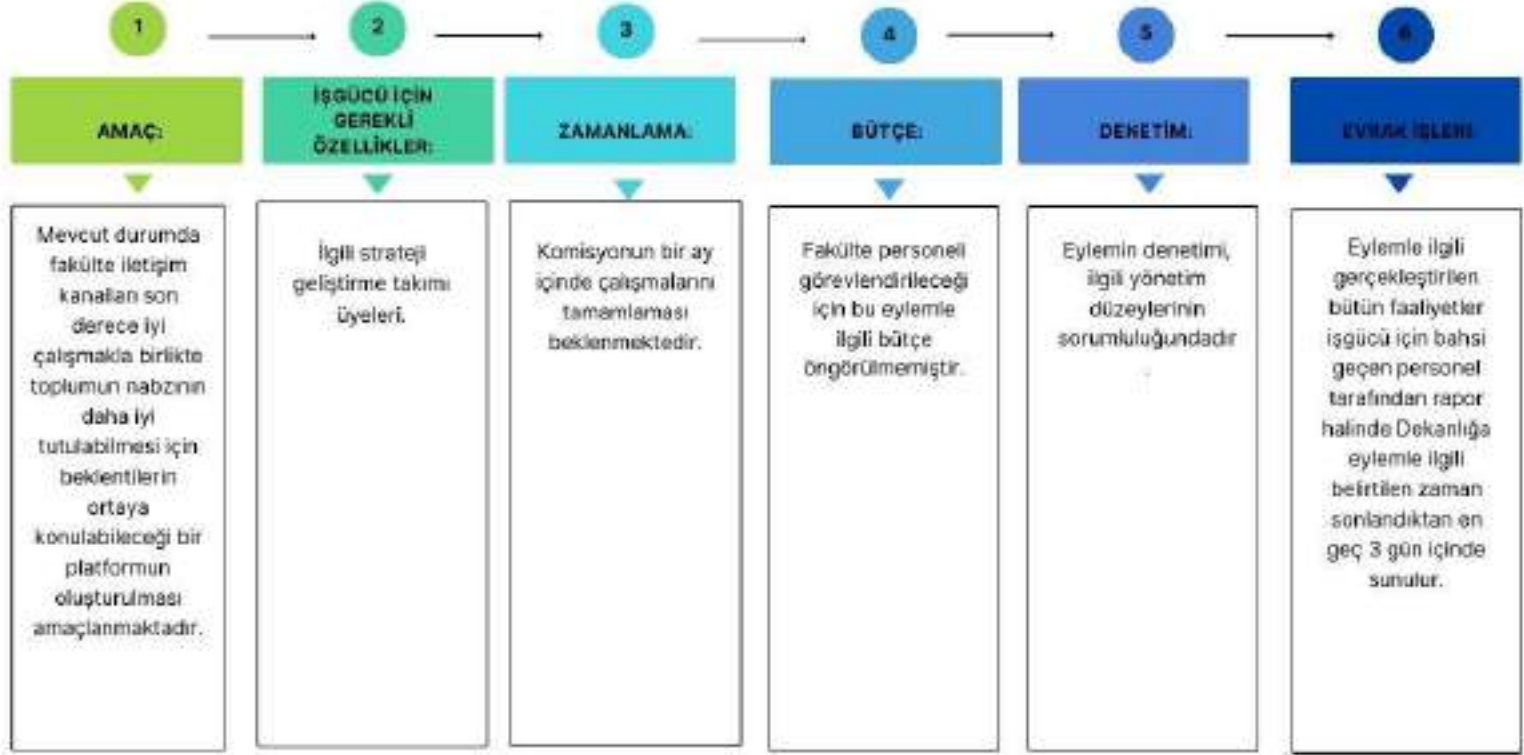 1
2
3
4
5
6
AMAÇ:
İŞGÜCÜ İÇİN
GEREKLİ
ÖZELLİKLER:
ZAMANLAMA:
BÜTÇE:
DENETİM:
EVRAK İŞLERİ:
Mevcut durumda
fakülte iletişim
kanalları son
derece iyi
çalışmakla birlikte
toplumun nabzının
daha iyi
tutulabilmesi için
beklentilerin
ortaya
konulabileceği bir
platformun
oluşturulması
amaçlanmaktadır.
İlgili strateji
geliştirme takımı
üyeleri.
Komisyonun bir ay
içinde çalışmalarını
tamamlaması
beklenmektedir.
Fakülte personeli
görevlendirileceği
için bu eylemle
ilgili bütçe
öngörülmemiştir.
Eylemin denetimi,
ilgili yönetim
düzeylerinin
sorumluluğundadır
.
Eylemle ilgili
gerçekleştirilen
bütün faaliyetler
işgücü için bahsi
geçen personel
tarafından rapor
halinde Dekanlığa
eylemle ilgili
belirtilen zaman
sonlandıktan en
geç 3 gün içinde
sunulur.